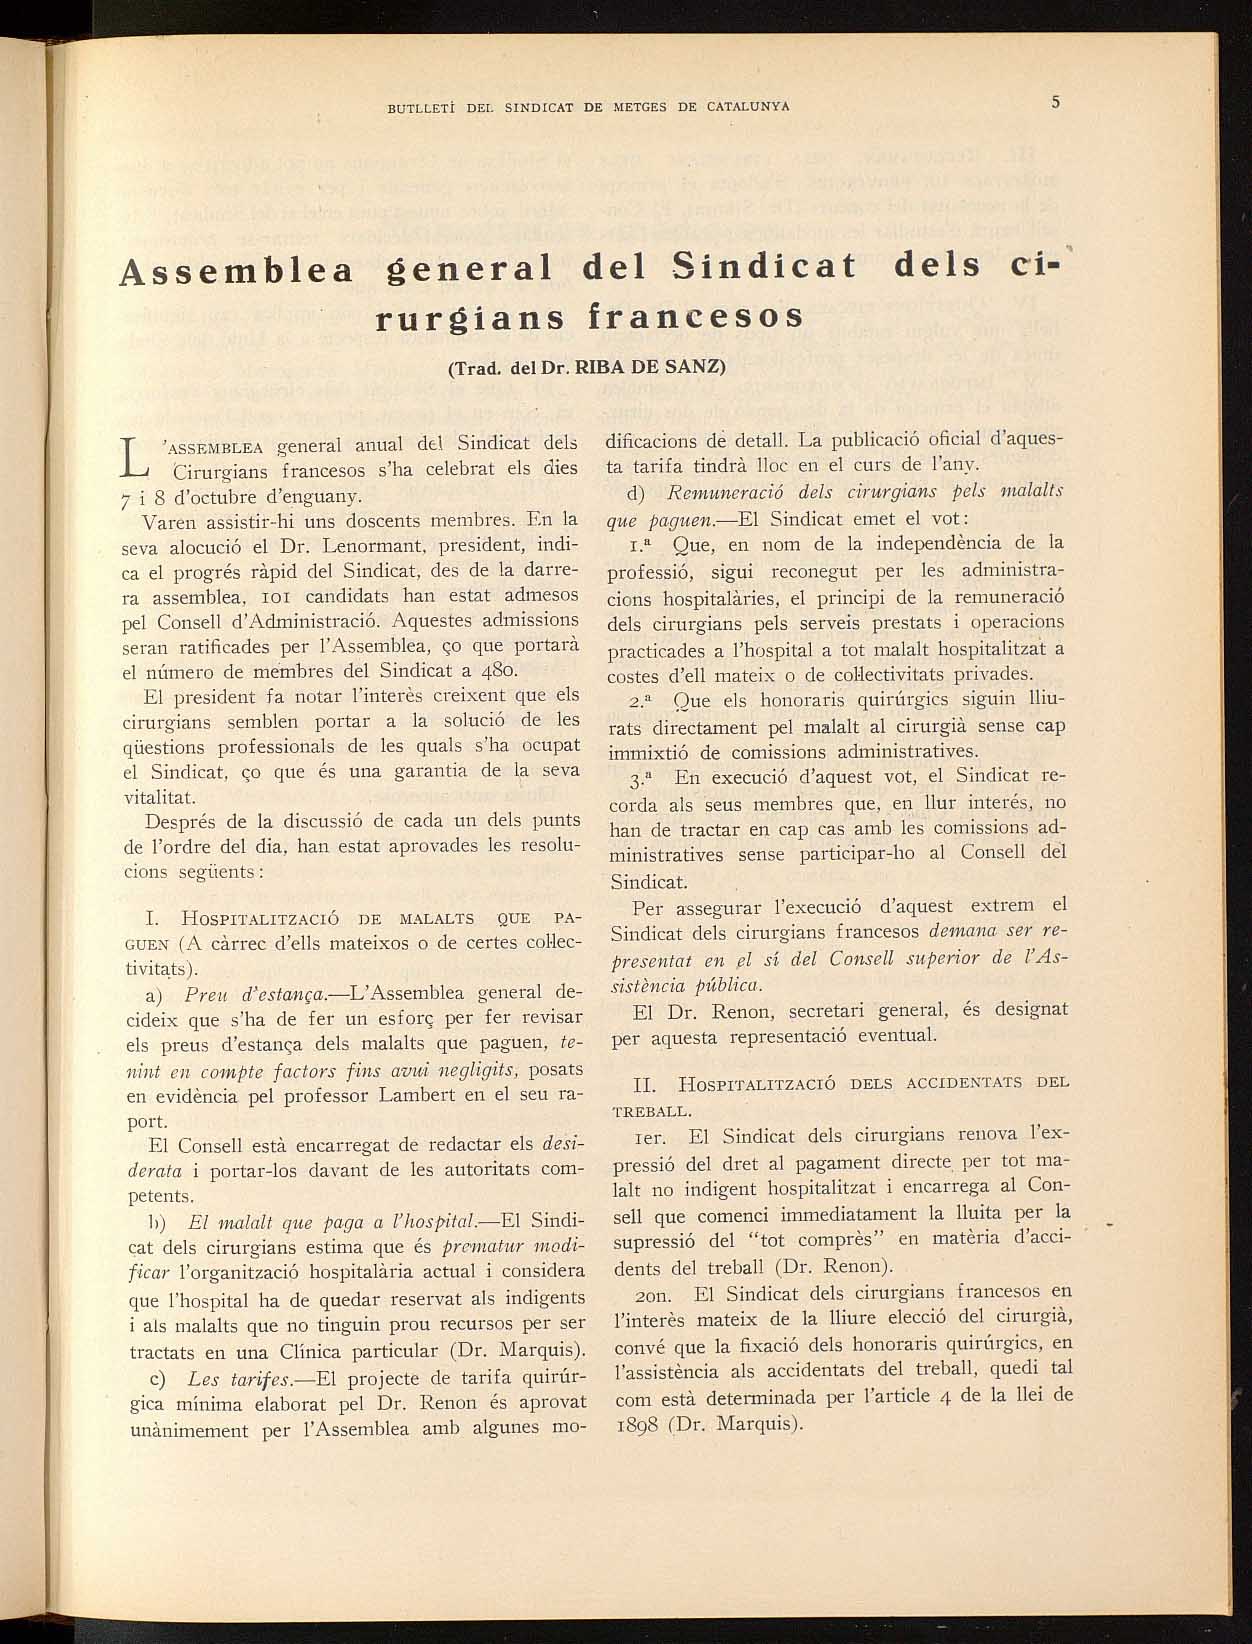 BUTLLETÍ DEL SINDICAT DE METGES DE CATALUNYA
5
Assemblea general del Sindicat dels ci-
rurgians francesos
(Trad. del Dr. RIBA DE SANZ)
L'ASSEMBLEA general anual del Sindicat dels
Cirurgians francesos s'ha celebrat els dies
7 i 8 d'octubre d'enguany.
Varen assistir-hi uns doscents membres. En la
seva alocució el Dr. Lenormant, president, indi-
ca el progrés ràpid del Sindicat, des de la darre-
ra assemblea, 101 candidats han estat admesos
pel Consell d'Administració. Aquestes admissions
seran ratificades per l'Assemblea, ço que portarà
el número de membres del Sindicat a 480.
El president fa notar l'interès creixent que els
cirurgians semblen portar a la solució de les
qüestions professionals de les quals s'ha ocupat
el Sindicat, ço que és una garantia de la seva
vitalitat.
Després de la discussió de cada un dels punts
de l'ordre del dia, han estat aprovades les resolu-
cions següents:
I. HOSPITALITZACIÓ DE MALALTS QUE PA-
GUEN (A càrrec d'ells mateixos o de certes col·lec-
tivitats).
a) Preu d'estança.—L'Assemblea general de-
cideix que s'ha de fer un esforç per fer revisar
els preus d'estança dels malalts que paguen, te-
nint en compte factors fins avui negligits, posats
en evidència pel professor Lambert en el seu ra-
port.
El Consell està encarregat de redactar els desi-
derata i portar-los davant de les autoritats com-
petents.
b) El malalt que paga a l'hospital.—El Sindi-
cat dels cirurgians estima que és prematur modi-
ficar l'organització hospitalària actual i considera
que l'hospital ha de quedar reservat als indigents
i als malalts que no tinguin prou recursos per ser
tractats en una Clínica particular (Dr. Marquis).
c) Les tarifes.—El projecte de tarifa quirúr-
gica mínima elaborat pel Dr. Renon és aprovat
unànimement per l'Assemblea amb algunes mo-
dificacions de detall. La publicació oficial d'aques-
ta tarifa tindrà lloc en el curs de l'any.
d) Remuneració dels cirurgians pels malalts
que paguen.—El Sindicat emet el vot:
1.ª Que, en nom de la independència de la
professió, sigui reconegut per les administra-
cions hospitalàries, el principi de la remuneració
dels cirurgians pels serveis prestats i operacions
practicades a l'hospital a tot malalt hospitalitzat a
costes d'ell mateix o de col·lectivitats privades.
2.ª Que els honoraris quirúrgics siguin lliu-
rats directament pel malalt al cirurgià sense cap
immixtió de comissions administratives.
3.ª En execució d'aquest vot, el Sindicat re-
corda als seus membres que, en llur interés, no
han de tractar en cap cas amb les comissions ad-
ministratives sense participar-ho al Consell del
Sindicat.
Per assegurar l'execució d'aquest extrem el
Sindicat dels cirurgians francesos demana ser re-
presentat en el sí del Consell superior de l'As-
sistència pública.
El Dr. Renon, secretari general, és designat
per aquesta representació eventual.
II. HOSPITALITZACIÓ DELS ACCIDENTATS DEL
TREBALL.
1er. El Sindicat dels cirurgians renova l'ex-
pressió del dret al pagament directe per tot ma-
lalt no indigent hospitalitzat i encarrega al Con-
sell que comenci immediatament la lluita per la
supressió del "tot comprès" en matèria d'acci-
dents del treball (Dr. Renon).
2on. El Sindicat dels cirurgians francesos en
l'interès mateix de la lliure elecció del cirurgià,
convé que la fixació dels honoraris quirúrgics, en
l'assistència als accidentats del treball, quedi tal
com està determinada per l'article 4 de la llei de
1898 (Dr. Marquis).